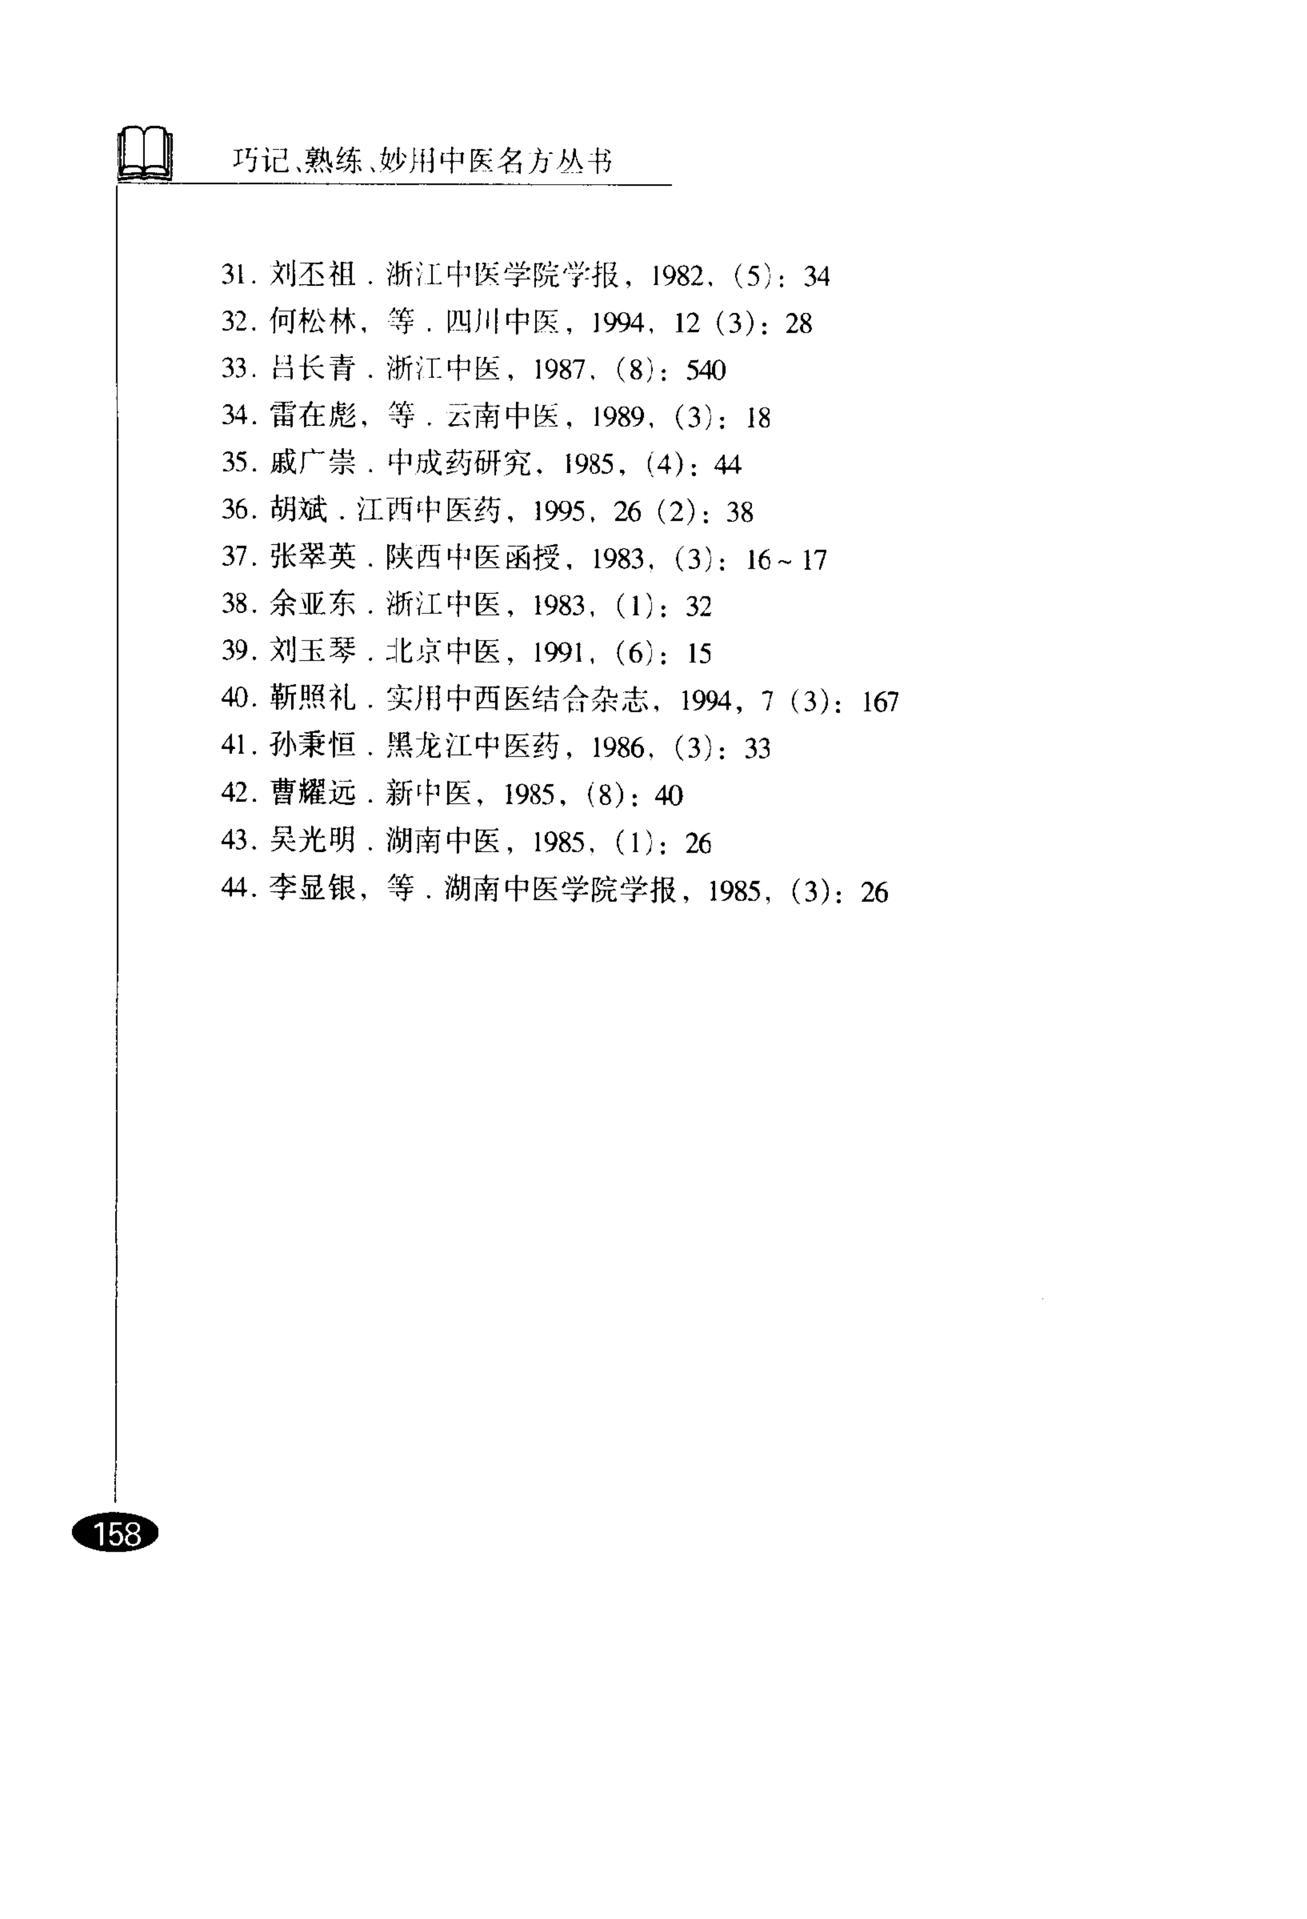 巧记、熟练、妙用中医名方丛书
31. 刘丕祖．浙江中医学院学报，1982，(5)：34
32. 何松林，等．四川中医，1994，12 (3)：28
33. 吕长青．浙江中医，1987，(8)：540
34. 雷在彪，等．云南中医，1989，(3)：18
35. 戚广崇．中成药研究，1985，(4)：44
36. 胡斌．江西中医药，1995，26 (2)：38
37. 张翠英．陕西中医函授，1983，(3)：16~17
38. 余亚东．浙江中医，1983，(1)：32
39. 刘玉琴．北京中医，1991，(6)：15
40. 靳照礼．实用中西医结合杂志，1994，7 (3)：167
41. 孙秉恒．黑龙江中医药，1986，(3)：33
42. 曹耀远．新中医，1985，(8)：40
43. 吴光明．湖南中医，1985，(1)：26
44. 李显银，等．湖南中医学院学报，1985，(3)：26
158